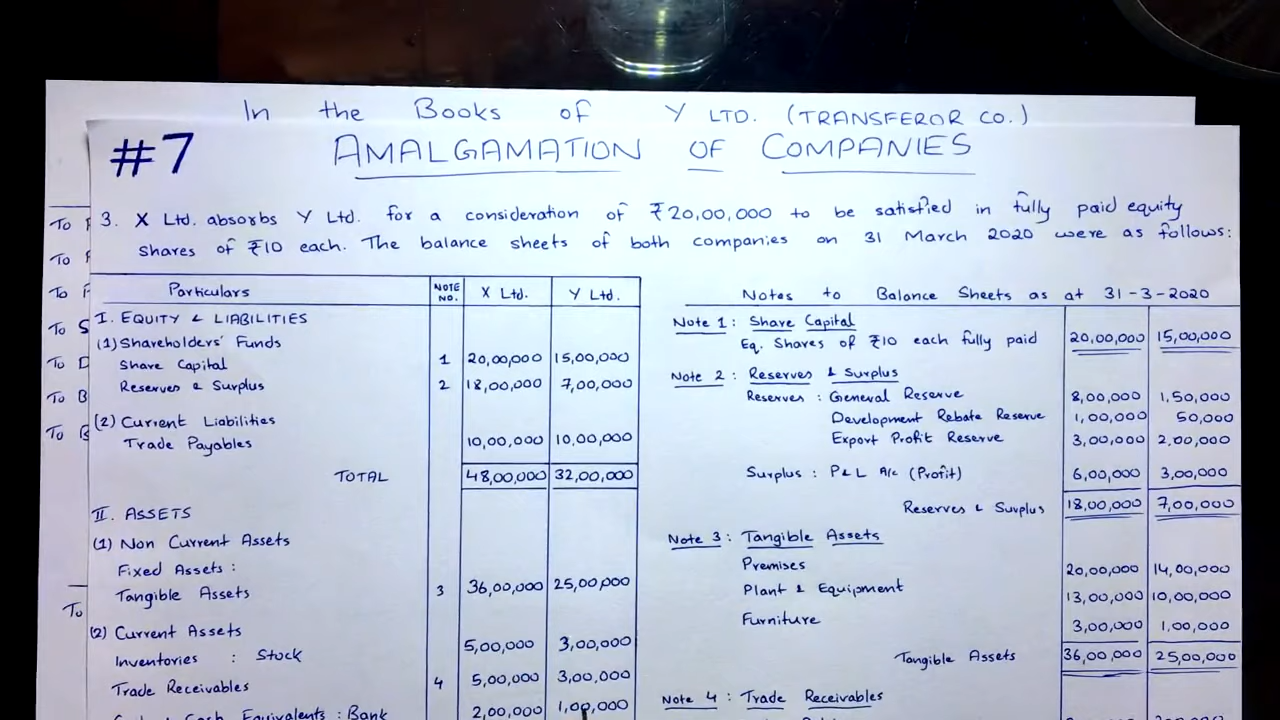 In the Books of Y LTD. (TRANSFEROR CO.)
#7 AMALGAMATION OF COMPANIES
3. X Ltd. absorbs Y Ltd. for a consideration of ₹20,00,000 to be satisfied in fully paid equity
shares of ₹10 each. The balance sheets of both companies on 31 March 2020 were as follows:
Particulars NOTE NO. X Ltd. Y Ltd.
I. EQUITY & LIABILITIES
(1) Shareholders' Funds
Share Capital 1 20,00,000 15,00,000
Reserves & Surplus 2 18,00,000 7,00,000
(2) Current Liabilities
Trade Payables 10,00,000 10,00,000
TOTAL 48,00,000 32,00,000
II. ASSETS
(1) Non Current Assets
Fixed Assets:
Tangible Assets 3 36,00,000 25,00,000
(2) Current Assets
Inventories : Stock 5,00,000 3,00,000
Trade Receivables 4 5,00,000 3,00,000
Equivalents : Bank 2,00,000 1,00,000
Notes to Balance Sheets as at 31-3-2020
Note 1: Share Capital
Eq. Shares of ₹10 each fully paid 20,00,000 15,00,000
Note 2: Reserves & Surplus
Reserves : General Reserve 8,00,000 1,50,000
Development Rebate Reserve 1,00,000 50,000
Export Profit Reserve 3,00,000 2,00,000
Surplus : P&L A/c (Profit) 6,00,000 3,00,000
Reserves & Surplus 18,00,000 7,00,000
Note 3: Tangible Assets
Premises 20,00,000 14,00,000
Plant & Equipment 13,00,000 10,00,000
Furniture 3,00,000 1,00,000
Tangible Assets 36,00,000 25,00,000
Note 4: Trade Receivables
To
To
To
To
To
To
To
To